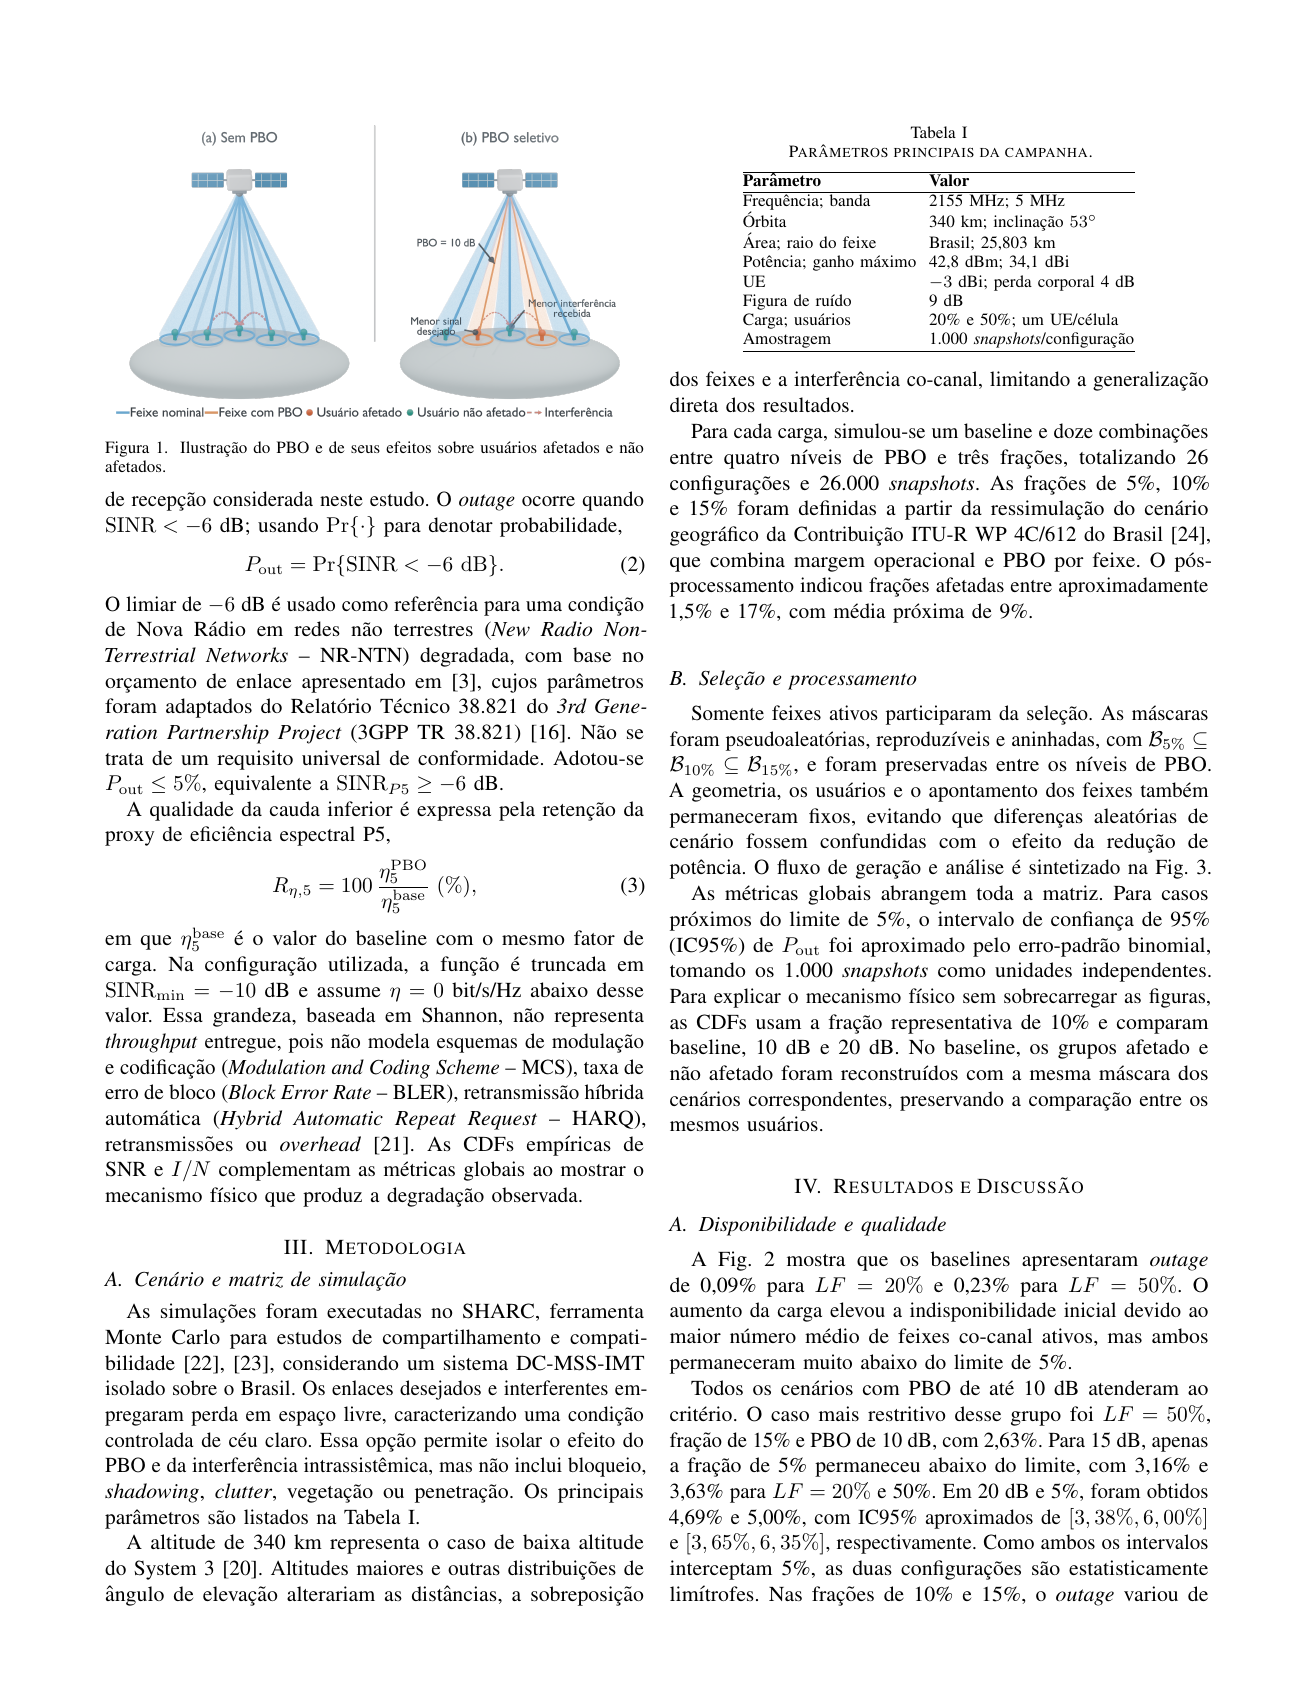 (a) Sem PBO
(b) PBO seletivo
PBO = 10 dB
Menor interferência
recebida
Menor sinal
desejado
Feixe nominal Feixe com PBO Usuário afetado Usuário não afetado Interferência
Figura 1. Ilustração do PBO e de seus efeitos sobre usuários afetados e não
afetados.
de recepção considerada neste estudo. O outage ocorre quando
SINR < −6 dB; usando Pr{·} para denotar probabilidade,
P_out = Pr{SINR < −6 dB}. (2)
O limiar de −6 dB é usado como referência para uma condição
de Nova Rádio em redes não terrestres (New Radio Non-
Terrestrial Networks – NR-NTN) degradada, com base no
orçamento de enlace apresentado em [3], cujos parâmetros
foram adaptados do Relatório Técnico 38.821 do 3rd Gene-
ration Partnership Project (3GPP TR 38.821) [16]. Não se
trata de um requisito universal de conformidade. Adotou-se
P_out ≤ 5%, equivalente a SINR_P5 ≥ −6 dB.
A qualidade da cauda inferior é expressa pela retenção da
proxy de eficiência espectral P5,
R_η,5 = 100 η_5^PBO / η_5^base (%), (3)
em que η_5^base é o valor do baseline com o mesmo fator de
carga. Na configuração utilizada, a função é truncada em
SINR_min = −10 dB e assume η = 0 bit/s/Hz abaixo desse
valor. Essa grandeza, baseada em Shannon, não representa
throughput entregue, pois não modela esquemas de modulação
e codificação (Modulation and Coding Scheme – MCS), taxa de
erro de bloco (Block Error Rate – BLER), retransmissão híbrida
automática (Hybrid Automatic Repeat Request – HARQ),
retransmissões ou overhead [21]. As CDFs empíricas de
SNR e I/N complementam as métricas globais ao mostrar o
mecanismo físico que produz a degradação observada.
III. METODOLOGIA
A. Cenário e matriz de simulação
As simulações foram executadas no SHARC, ferramenta
Monte Carlo para estudos de compartilhamento e compati-
bilidade [22], [23], considerando um sistema DC-MSS-IMT
isolado sobre o Brasil. Os enlaces desejados e interferentes em-
pregaram perda em espaço livre, caracterizando uma condição
controlada de céu claro. Essa opção permite isolar o efeito do
PBO e da interferência intrassistêmica, mas não inclui bloqueio,
shadowing, clutter, vegetação ou penetração. Os principais
parâmetros são listados na Tabela I.
A altitude de 340 km representa o caso de baixa altitude
do System 3 [20]. Altitudes maiores e outras distribuições de
ângulo de elevação alterariam as distâncias, a sobreposição
Tabela I
PARÂMETROS PRINCIPAIS DA CAMPANHA.
Parâmetro Valor
Frequência; banda 2155 MHz; 5 MHz
Órbita 340 km; inclinação 53°
Área; raio do feixe Brasil; 25,803 km
Potência; ganho máximo 42,8 dBm; 34,1 dBi
UE −3 dBi; perda corporal 4 dB
Figura de ruído 9 dB
Carga; usuários 20% e 50%; um UE/célula
Amostragem 1.000 snapshots/configuração
dos feixes e a interferência co-canal, limitando a generalização
direta dos resultados.
Para cada carga, simulou-se um baseline e doze combinações
entre quatro níveis de PBO e três frações, totalizando 26
configurações e 26.000 snapshots. As frações de 5%, 10%
e 15% foram definidas a partir da ressimulação do cenário
geográfico da Contribuição ITU-R WP 4C/612 do Brasil [24],
que combina margem operacional e PBO por feixe. O pós-
processamento indicou frações afetadas entre aproximadamente
1,5% e 17%, com média próxima de 9%.
B. Seleção e processamento
Somente feixes ativos participaram da seleção. As máscaras
foram pseudoaleatórias, reproduzíveis e aninhadas, com B_5% ⊆
B_10% ⊆ B_15%, e foram preservadas entre os níveis de PBO.
A geometria, os usuários e o apontamento dos feixes também
permaneceram fixos, evitando que diferenças aleatórias de
cenário fossem confundidas com o efeito da redução de
potência. O fluxo de geração e análise é sintetizado na Fig. 3.
As métricas globais abrangem toda a matriz. Para casos
próximos do limite de 5%, o intervalo de confiança de 95%
(IC95%) de P_out foi aproximado pelo erro-padrão binomial,
tomando os 1.000 snapshots como unidades independentes.
Para explicar o mecanismo físico sem sobrecarregar as figuras,
as CDFs usam a fração representativa de 10% e comparam
baseline, 10 dB e 20 dB. No baseline, os grupos afetado e
não afetado foram reconstruídos com a mesma máscara dos
cenários correspondentes, preservando a comparação entre os
mesmos usuários.
IV. RESULTADOS E DISCUSSÃO
A. Disponibilidade e qualidade
A Fig. 2 mostra que os baselines apresentaram outage
de 0,09% para LF = 20% e 0,23% para LF = 50%. O
aumento da carga elevou a indisponibilidade inicial devido ao
maior número médio de feixes co-canal ativos, mas ambos
permaneceram muito abaixo do limite de 5%.
Todos os cenários com PBO de até 10 dB atenderam ao
critério. O caso mais restritivo desse grupo foi LF = 50%,
fração de 15% e PBO de 10 dB, com 2,63%. Para 15 dB, apenas
a fração de 5% permaneceu abaixo do limite, com 3,16% e
3,63% para LF = 20% e 50%. Em 20 dB e 5%, foram obtidos
4,69% e 5,00%, com IC95% aproximados de [3, 38%, 6, 00%]
e [3, 65%, 6, 35%], respectivamente. Como ambos os intervalos
interceptam 5%, as duas configurações são estatisticamente
limítrofes. Nas frações de 10% e 15%, o outage variou de